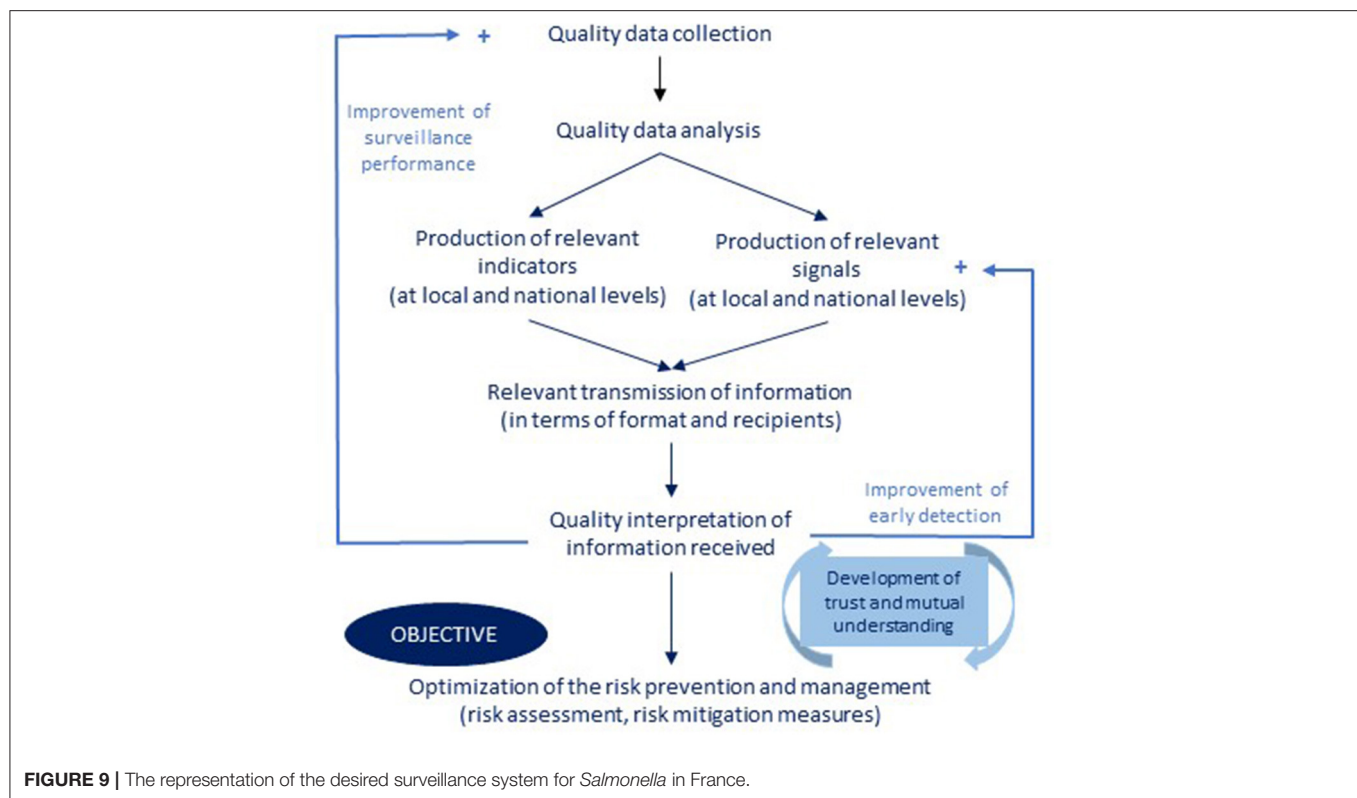 + Quality data collection
Improvement of
surveillance
performance
Quality data analysis
Production of relevant
indicators
(at local and national levels)
Production of relevant
signals
(at local and national levels)
+
Relevant transmission of information
(in terms of format and recipients)
Quality interpretation of
information received
Improvement of
early detection
Development of
trust and mutual
understanding
OBJECTIVE
Optimization of the risk prevention and management
(risk assessment, risk mitigation measures)
FIGURE 9 | The representation of the desired surveillance system for Salmonella in France.